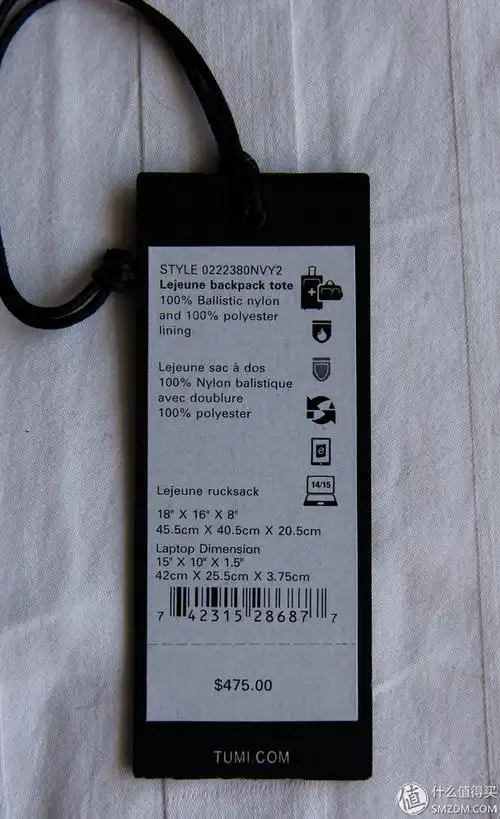 STYLE 0222380NVY2
Lejeune backpack tote
100% Ballistic nylon
and 100% polyester
lining
Lejeune sac à dos
100% Nylon balistique
avec doublure
100% polyester
e
14/15
Lejeune rucksack
18" X 16" X 8"
45.5cm X 40.5cm X 20.5cm
Laptop Dimension
15" X 10" X 1.5"
42cm X 25.5cm X 3.75cm
7 42315 28687 7
$475.00
TUMI.COM
值 什么值得买
SMZDM.COM